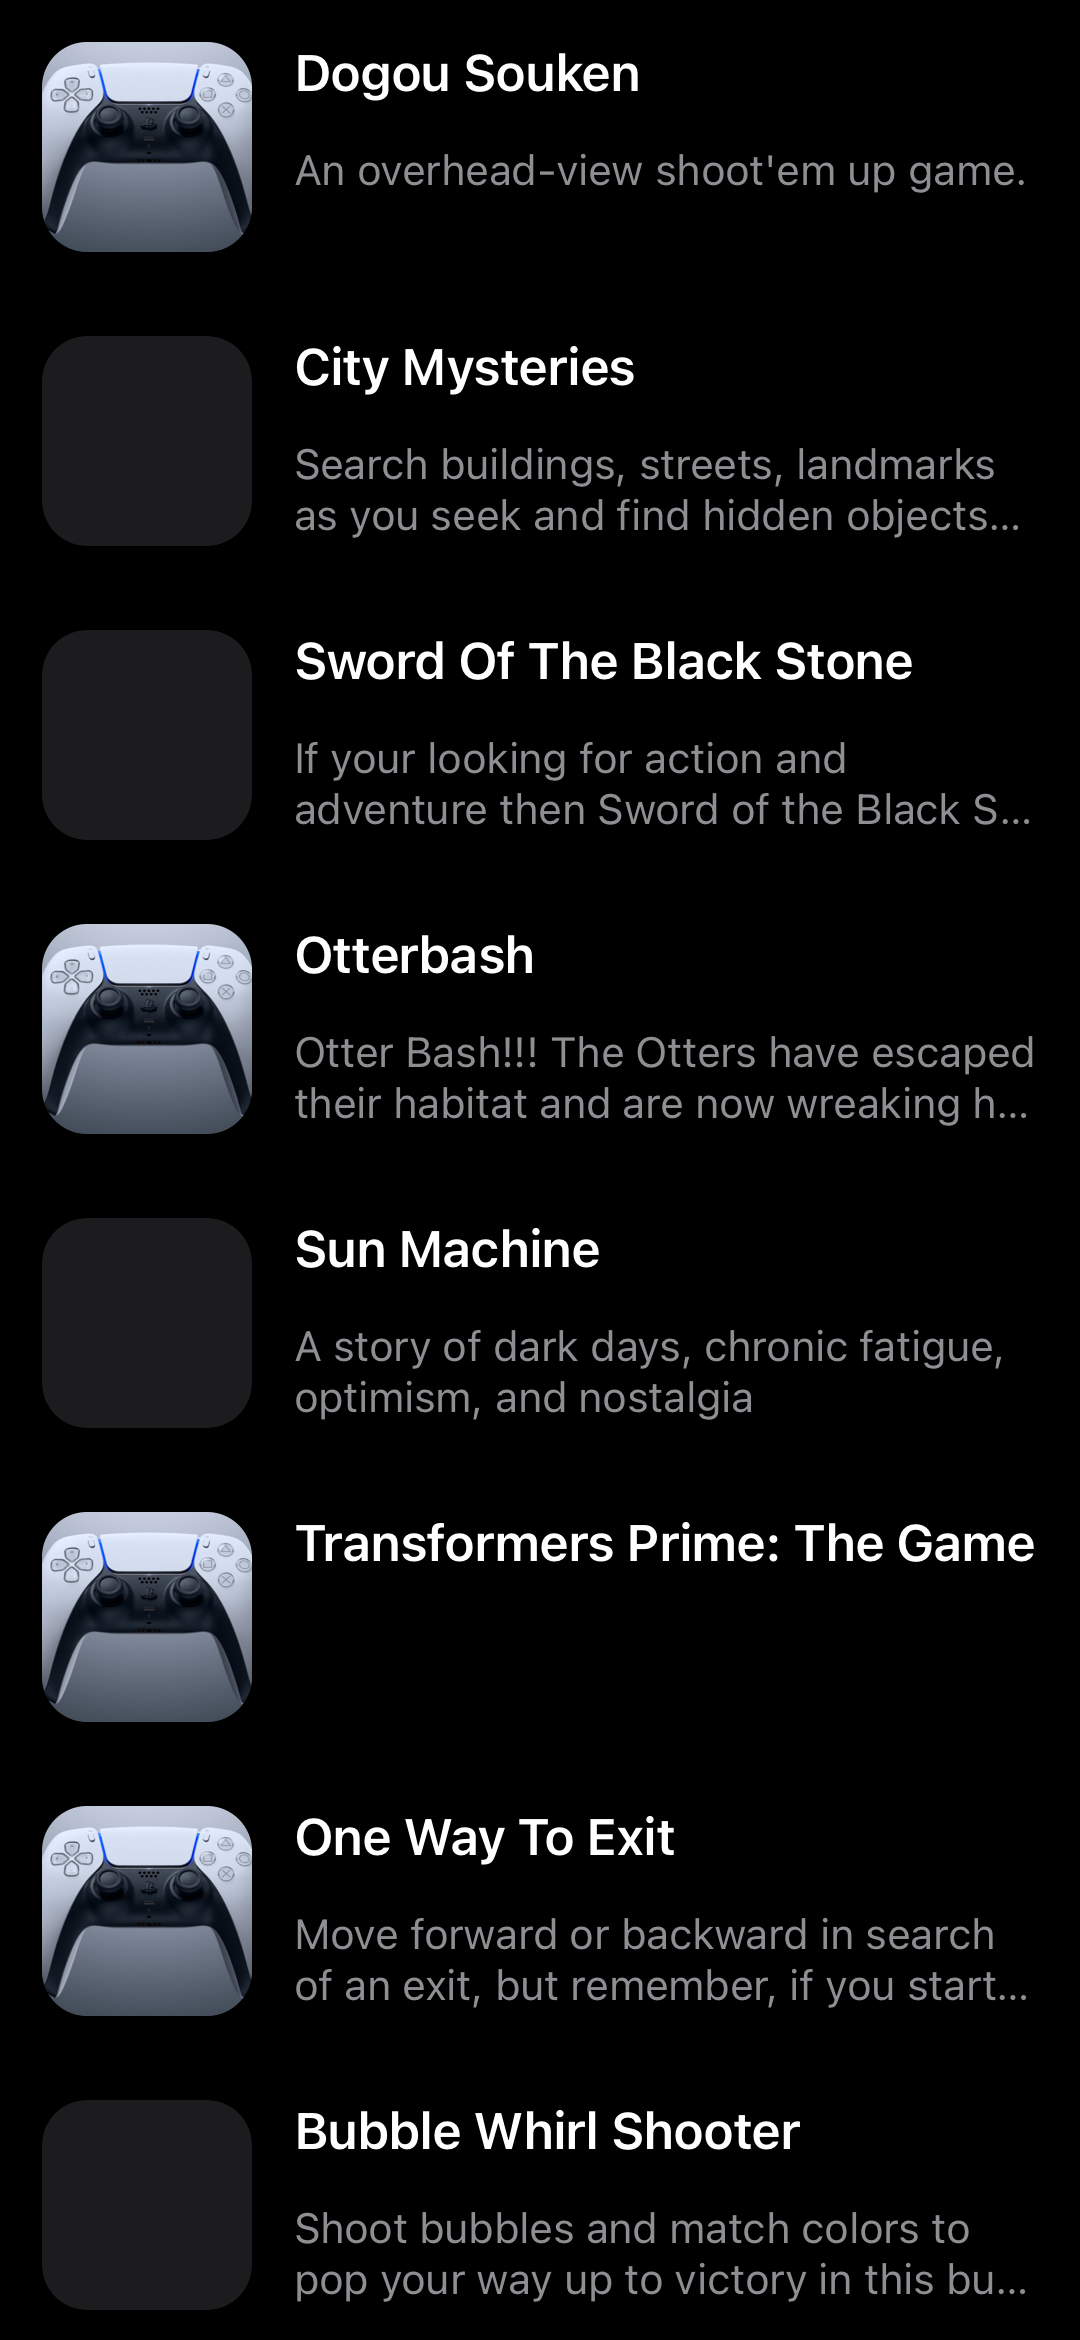 Dogou Souken
An overhead-view shoot'em up game.
City Mysteries
Search buildings, streets, landmarks
as you seek and find hidden objects...
Sword Of The Black Stone
If your looking for action and
adventure then Sword of the Black S...
Otterbash
Otter Bash!!! The Otters have escaped
their habitat and are now wreaking h...
Sun Machine
A story of dark days, chronic fatigue,
optimism, and nostalgia
Transformers Prime: The Game
One Way To Exit
Move forward or backward in search
of an exit, but remember, if you start...
Bubble Whirl Shooter
Shoot bubbles and match colors to
pop your way up to victory in this bu...